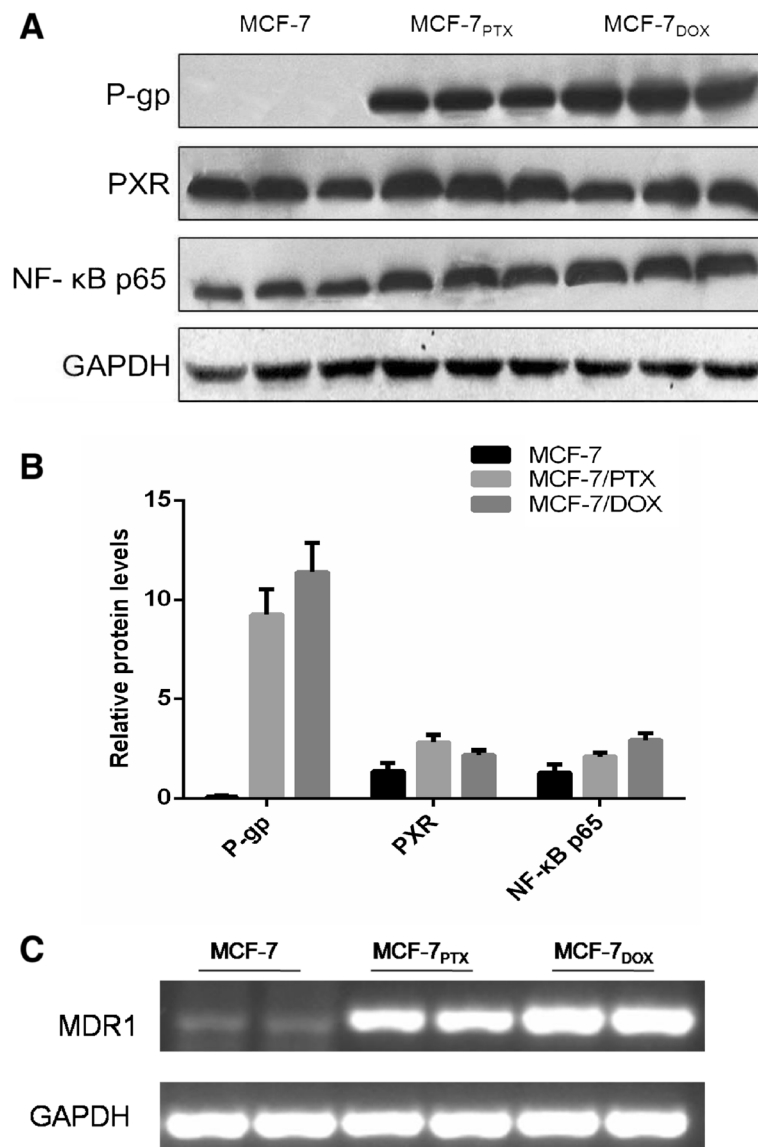 A
MCF-7 MCF-7PTX MCF-7DOX
P-gp
PXR
NF- κB p65
GAPDH
B
MCF-7
MCF-7/PTX
MCF-7/DOX
Relative protein levels
15
10
5
0
P-gp PXR NF-κB p65
C
MCF-7 MCF-7PTX MCF-7DOX
MDR1
GAPDH